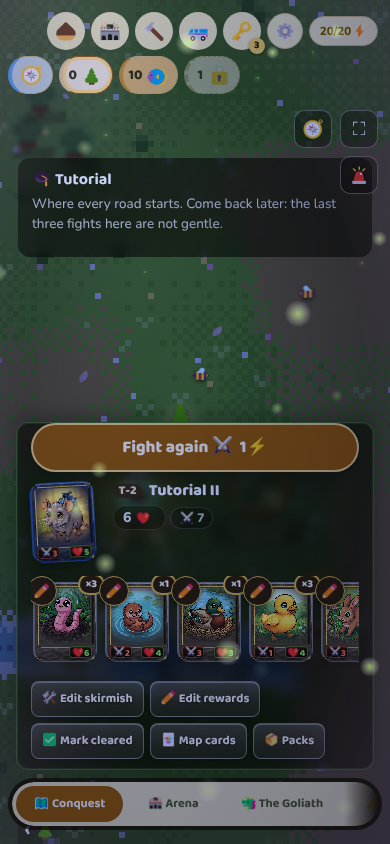 20/20
3
0
10
1
Tutorial
Where every road starts. Come back later: the last
three fights here are not gentle.
Fight again 1
T-2 Tutorial II
6 7
3 5
×3 ×1 ×1 ×3
6 2 4 3 3 1 4 3
Edit skirmish Edit rewards
Mark cleared Map cards Packs
Conquest Arena The Goliath